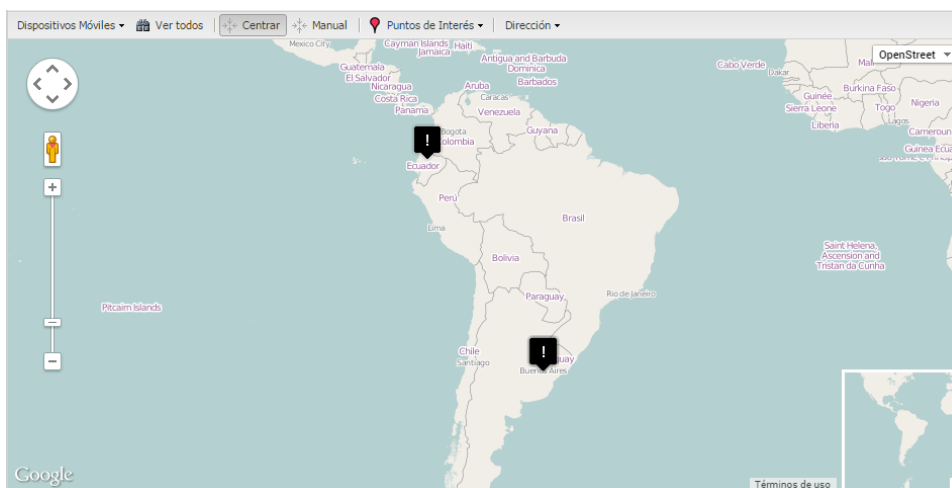 Dispositivos Móviles Ver todos Centrar Manual Puntos de Interés Dirección
OpenStreet
Mexico City
Cayman Islands
Haiti
Jamaica
Antigua and Barbuda
Dominica
Barbados
Cabo Verde
Dakar
Mali
Burkina Faso
Guatemala
El Salvador
Nicaragua
Costa Rica
Panama
Aruba
Caracas
Venezuela
Guyana
Guinée
Sierra Leone
Liberia
Togo
Lagos
Nigeria
Cameroun
Guinea Ecua
!
Bogota
Colombia
Ecuador
Perú
Lima
Brasil
Bolivia
Saint Helena,
Ascension and
Tristan da Cunha
Pitcairn Islands
Paraguay
Rio de Janeiro
!
Chile
Santiago
guay
Buenos Aires
Google
Términos de uso